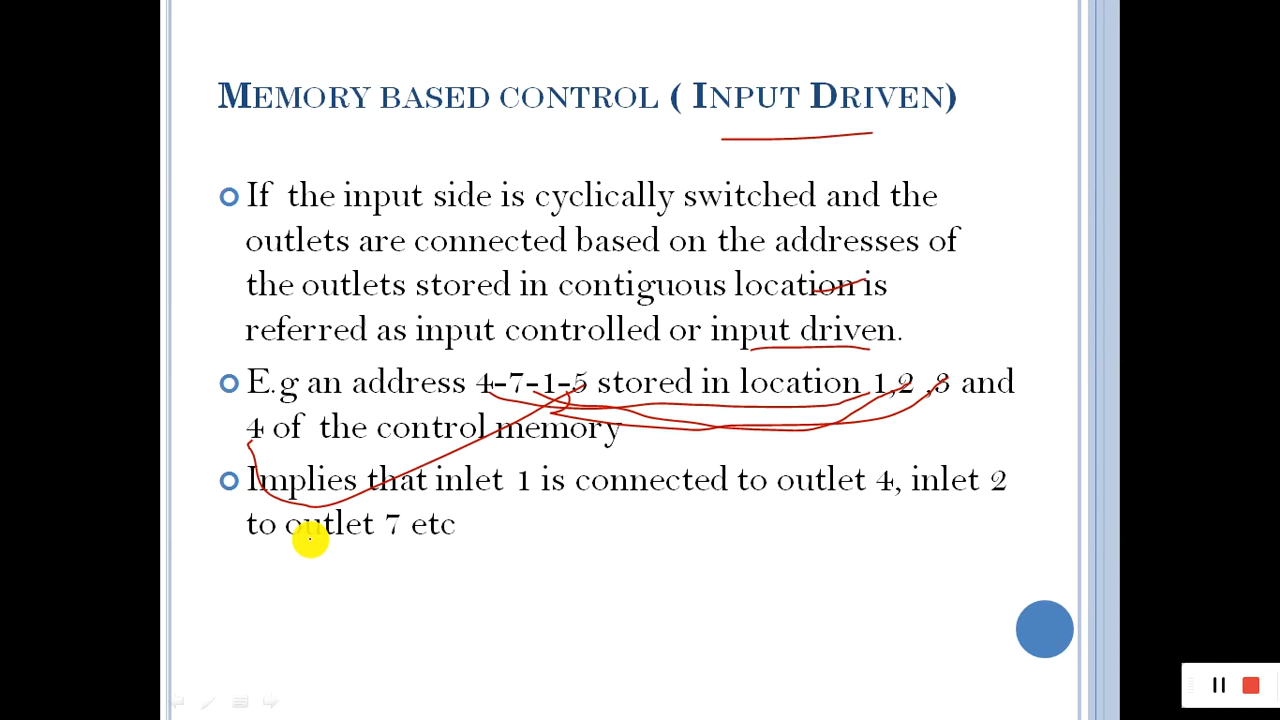 MEMORY BASED CONTROL ( INPUT DRIVEN)
If the input side is cyclically switched and the
outlets are connected based on the addresses of
the outlets stored in contiguous location is
referred as input controlled or input driven.
E.g an address 4-7-1-5 stored in location 1,2 ,3 and
4 of the control memory
Implies that inlet 1 is connected to outlet 4, inlet 2
to outlet 7 etc